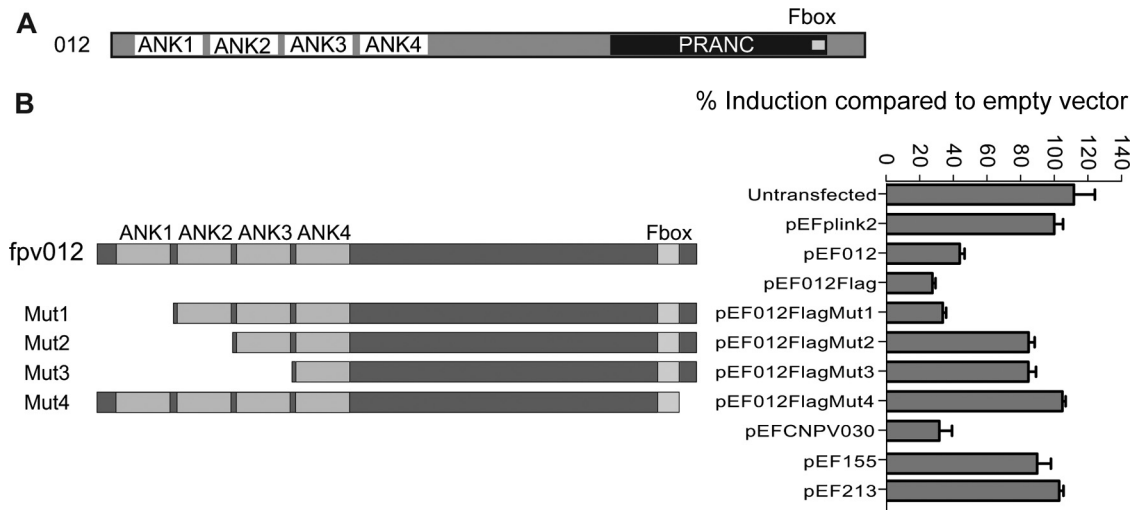 A
Fbox
012
ANK1 ANK2 ANK3 ANK4 PRANC
B
% Induction compared to empty vector
0 20 40 60 80 100 120 140
ANK1 ANK2 ANK3 ANK4 Fbox
fpv012
Mut1
Mut2
Mut3
Mut4
Untransfected
pEFplink2
pEF012
pEF012Flag
pEF012FlagMut1
pEF012FlagMut2
pEF012FlagMut3
pEF012FlagMut4
pEFCNPV030
pEF155
pEF213